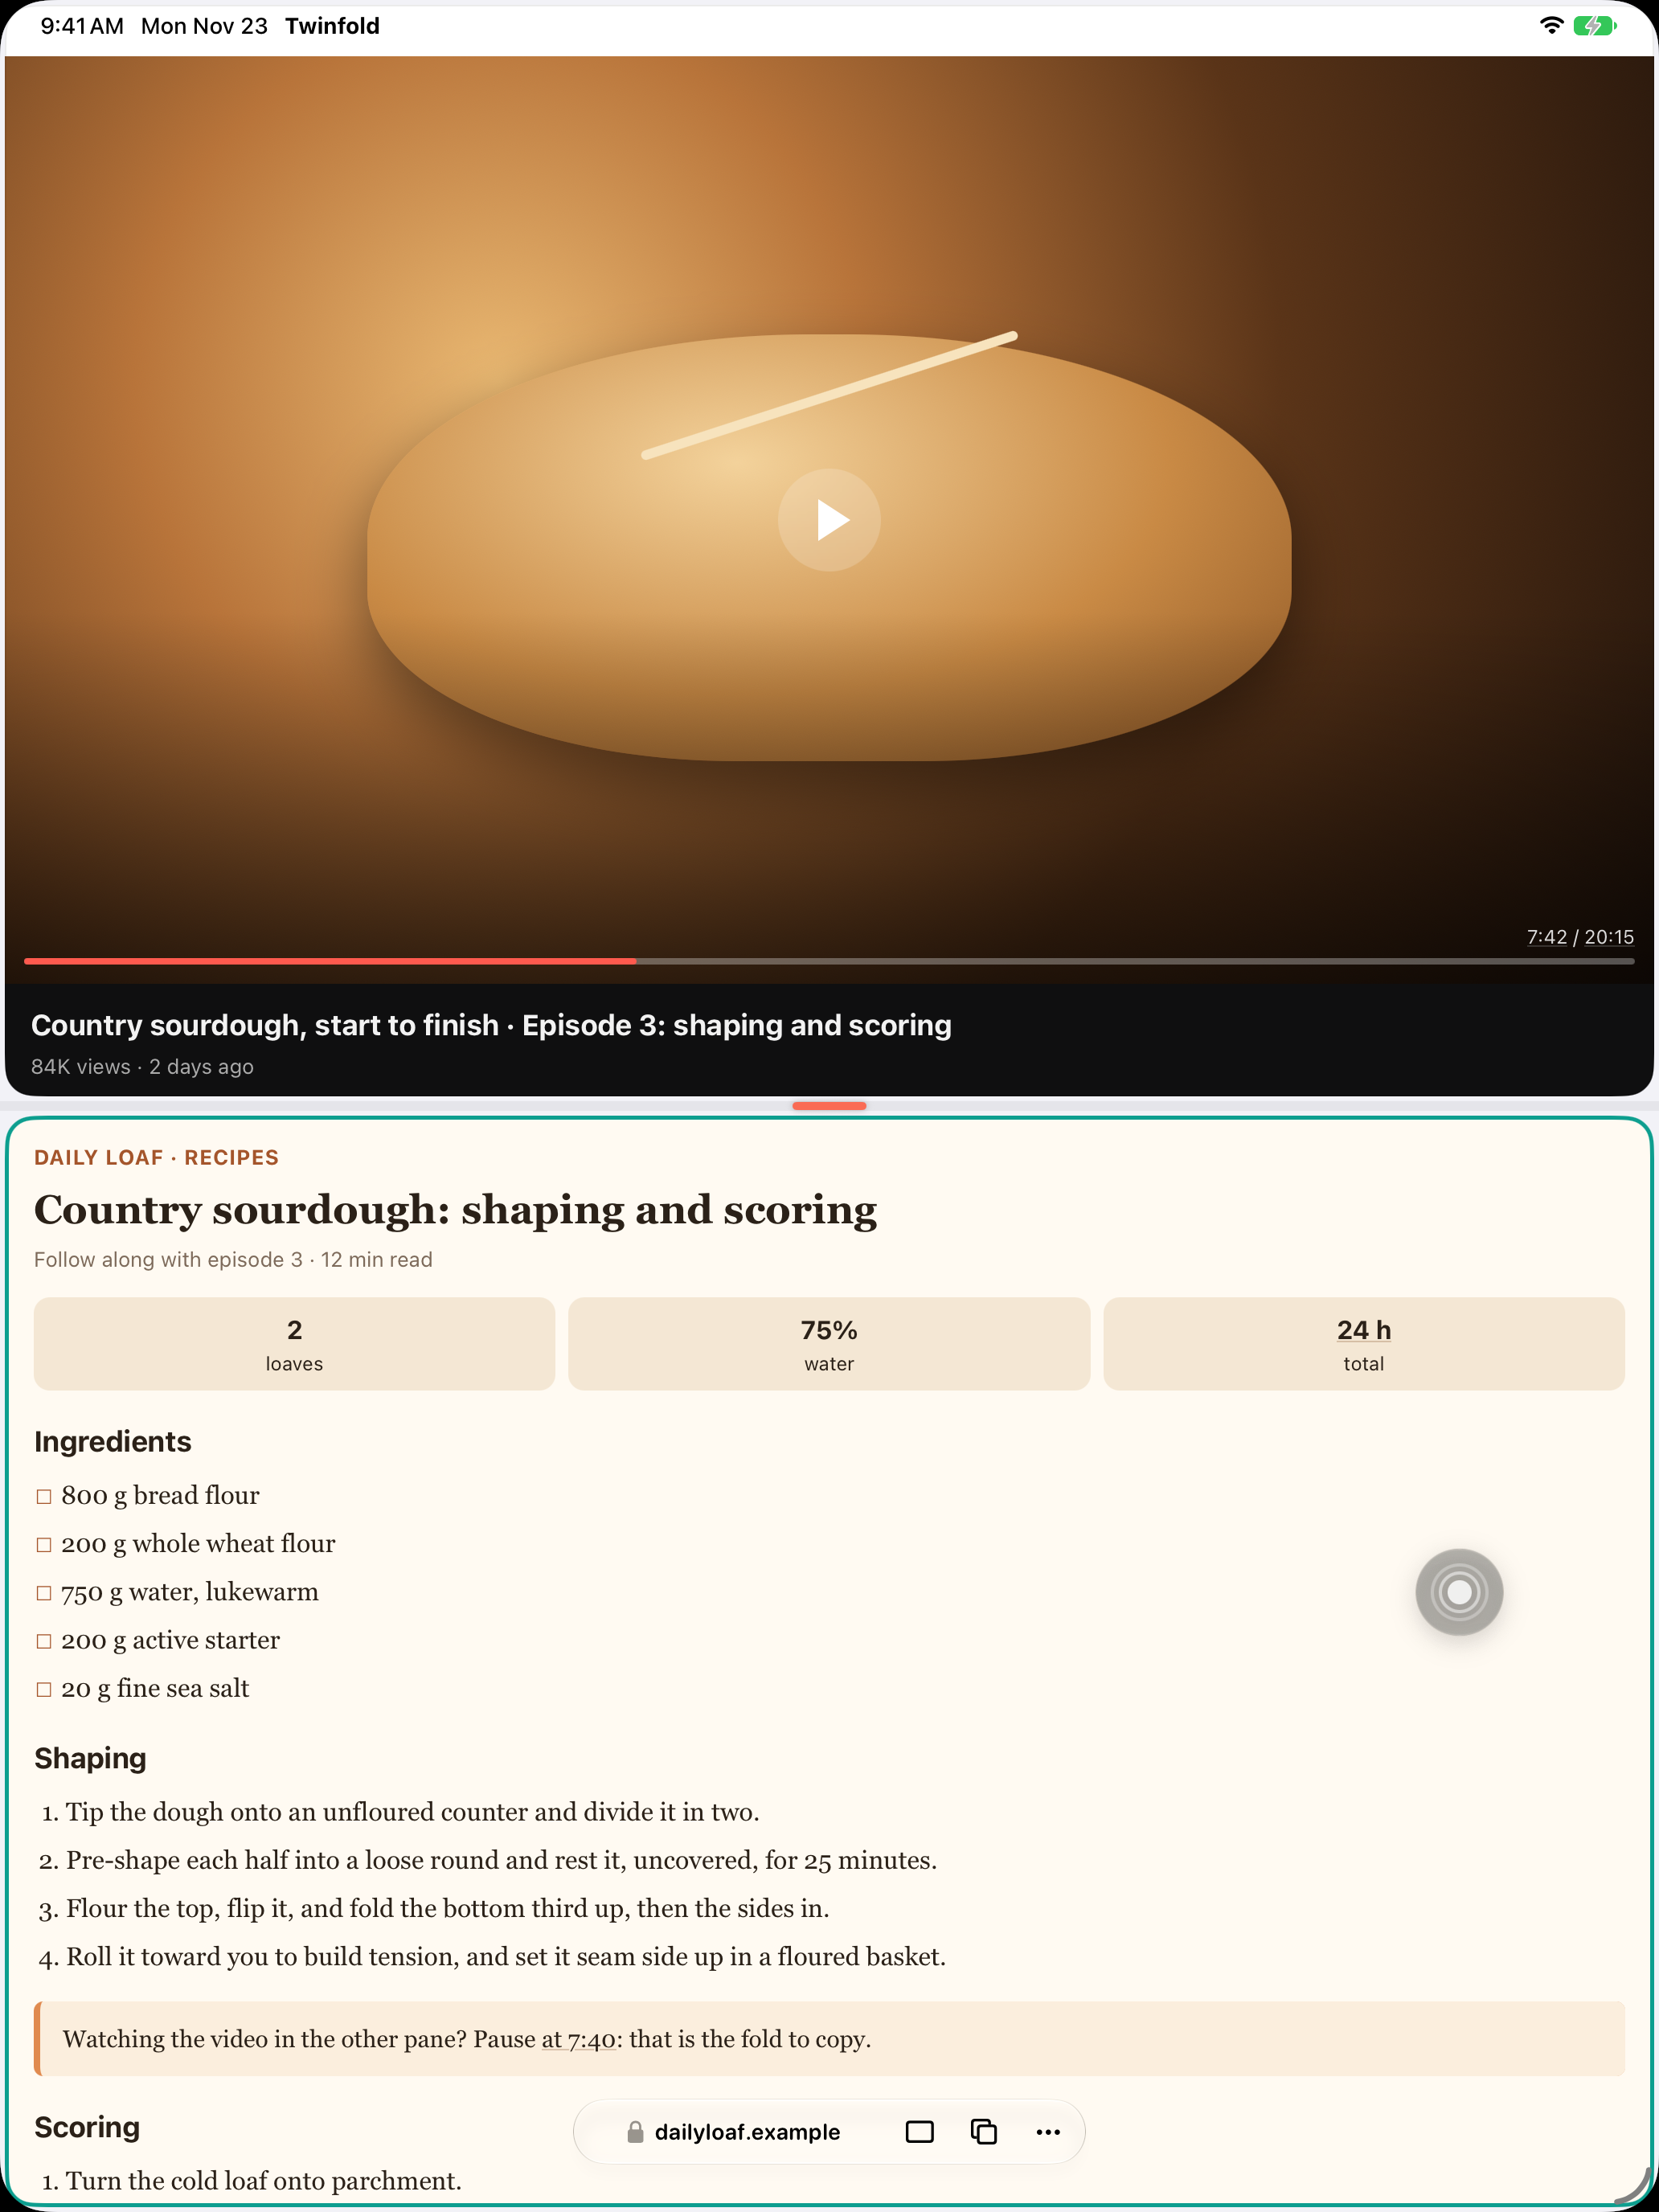 9:41 AM Mon Nov 23 Twinfold
7:42 / 20:15
Country sourdough, start to finish · Episode 3: shaping and scoring
84K views · 2 days ago
DAILY LOAF · RECIPES
Country sourdough: shaping and scoring
Follow along with episode 3 · 12 min read
2
loaves
75%
water
24 h
total
Ingredients
800 g bread flour
200 g whole wheat flour
750 g water, lukewarm
200 g active starter
20 g fine sea salt
Shaping
1. Tip the dough onto an unfloured counter and divide it in two.
2. Pre-shape each half into a loose round and rest it, uncovered, for 25 minutes.
3. Flour the top, flip it, and fold the bottom third up, then the sides in.
4. Roll it toward you to build tension, and set it seam side up in a floured basket.
Watching the video in the other pane? Pause at 7:40: that is the fold to copy.
Scoring
dailyloaf.example
1. Turn the cold loaf onto parchment.